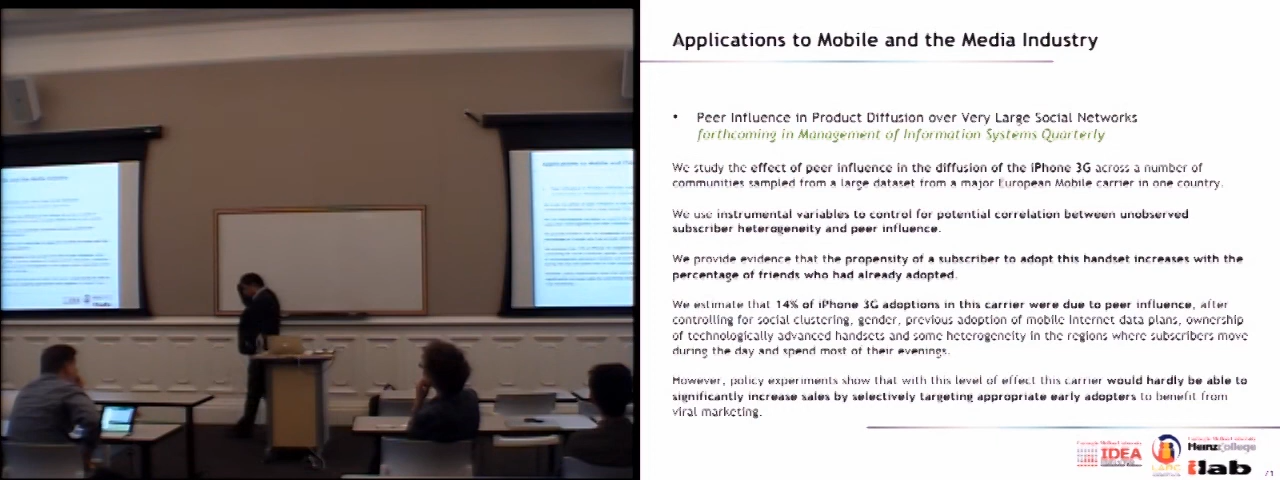 Applications to Mobile and the Media Industry
• Peer Influence in Product Diffusion over Very Large Social Networks
forthcoming in Management of Information Systems Quarterly
We study the effect of peer influence in the diffusion of the iPhone 3G across a number of
communities sampled from a large dataset from a major European Mobile carrier in one country.
We use instrumental variables to control for potential correlation between unobserved
subscriber heterogeneity and peer influence.
We provide evidence that the propensity of a subscriber to adopt this handset increases with the
percentage of friends who had already adopted.
We estimate that 14% of iPhone 3G adoptions in this carrier were due to peer influence, after
controlling for social clustering, gender, previous adoption of mobile Internet data plans, ownership
of technologically advanced handsets and some heterogeneity in the regions where subscribers move
during the day and spend most of their evenings.
However, policy experiments show that with this level of effect this carrier would hardly be able to
significantly increase sales by selectively targeting appropriate early adopters to benefit from
viral marketing.
IDEA
HeinzCollege
ilab